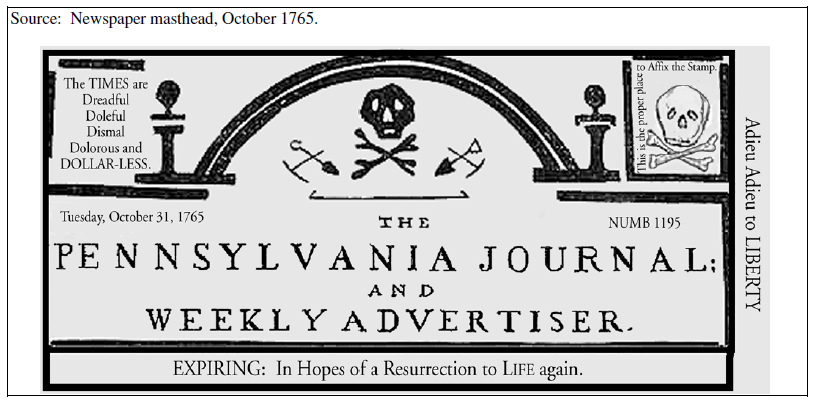 Source: Newspaper masthead, October 1765.
The TIMES are
Dreadful
Doleful
Dismal
Dolorous and
DOLLAR-LESS.
This is the proper place
to Affix the Stamp.
Adieu Adieu to LIBERTY
Tuesday, October 31, 1765
THE
NUMB 1195
PENNSYLVANIA JOURNAL;
AND
WEEKLY ADVERTISER.
EXPIRING: In Hopes of a Resurrection to LIFE again.